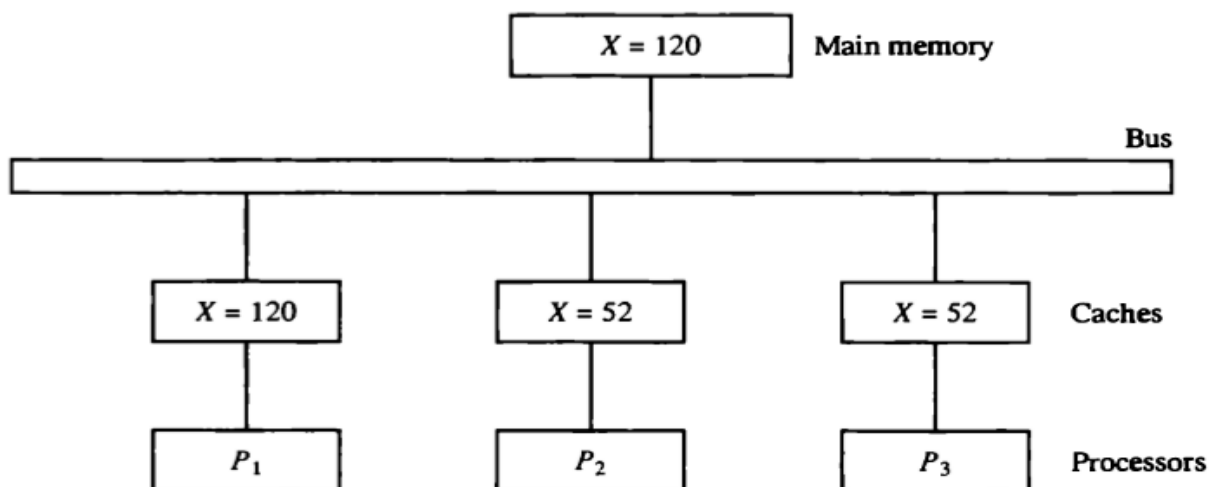 X = 120 Main memory
Bus
X = 120 X = 52 X = 52 Caches
P₁ P₂ P₃ Processors